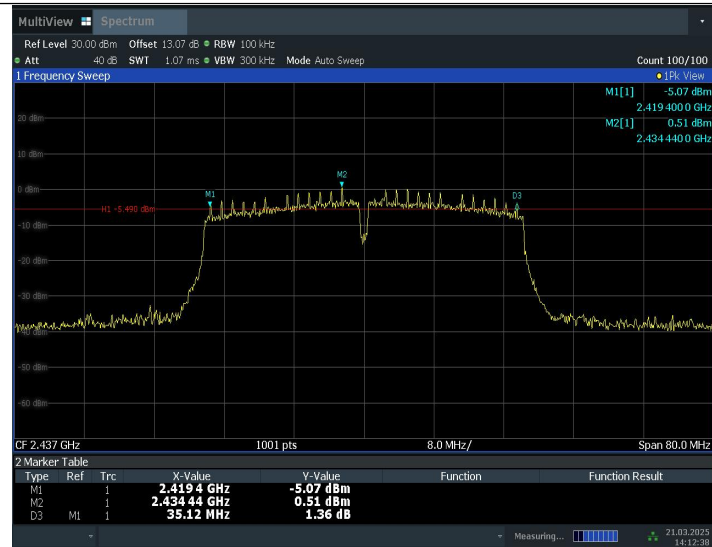 MultiView Spectrum
Ref Level 30.00 dBm Offset 13.07 dB RBW 100 kHz
Att 40 dB SWT 1.07 ms VBW 300 kHz Mode Auto Sweep Count 100/100
1 Frequency Sweep 1Pk View
M1[1] -5.07 dBm
2.419 400 0 GHz
20 dBm
M2[1] 0.51 dBm
2.434 440 0 GHz
10 dBm
M2
0 dBm
M1 D3
H1 -5.490 dBm
-10 dBm
-20 dBm
-30 dBm
-40 dBm
-50 dBm
-60 dBm
CF 2.437 GHz 1001 pts 8.0 MHz/ Span 80.0 MHz
2 Marker Table
Type Ref Trc X-Value Y-Value Function Function Result
M1 1 2.419 4 GHz -5.07 dBm
M2 1 2.434 44 GHz 0.51 dBm
D3 M1 1 35.12 MHz 1.36 dB
Measuring... 21.03.2025
14:12:38